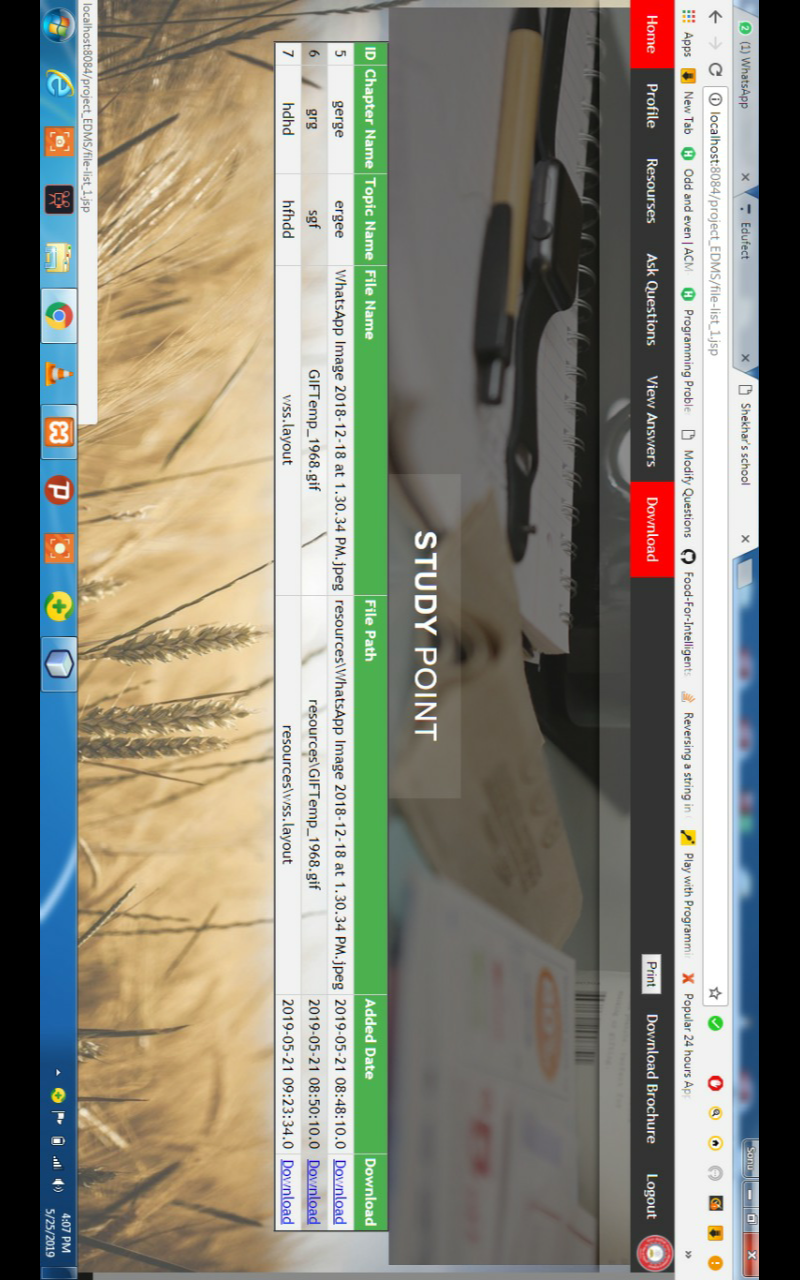 (1) WhatsApp
Edufect
Shekhar's school
Sonu
localhost:8084/project_EDMS/file-list_1.jsp
Apps New Tab Odd and even | ACM Programming Proble Modify Questions Food-For-Intelligents Reversing a string in Play with Programmi Popular 24 hours Ap »
Home Profile Resourses Ask Questions View Answers Download Print Download Brochure Logout
STUDY POINT
ID Chapter Name Topic Name File Name File Path Added Date Download
5 gerge ergee WhatsApp Image 2018-12-18 at 1.30.34 PM.jpeg resources\WhatsApp Image 2018-12-18 at 1.30.34 PM.jpeg 2019-05-21 08:48:10.0 Download
6 grg sgf GIFTemp_1968.gif resources\GIFTemp_1968.gif 2019-05-21 08:50:10.0 Download
7 hdhd hfhdd vss.layout resources\vss.layout 2019-05-21 09:23:34.0 Download
localhost:8084/project_EDMS/file-list_1.jsp
4:07 PM
5/25/2019